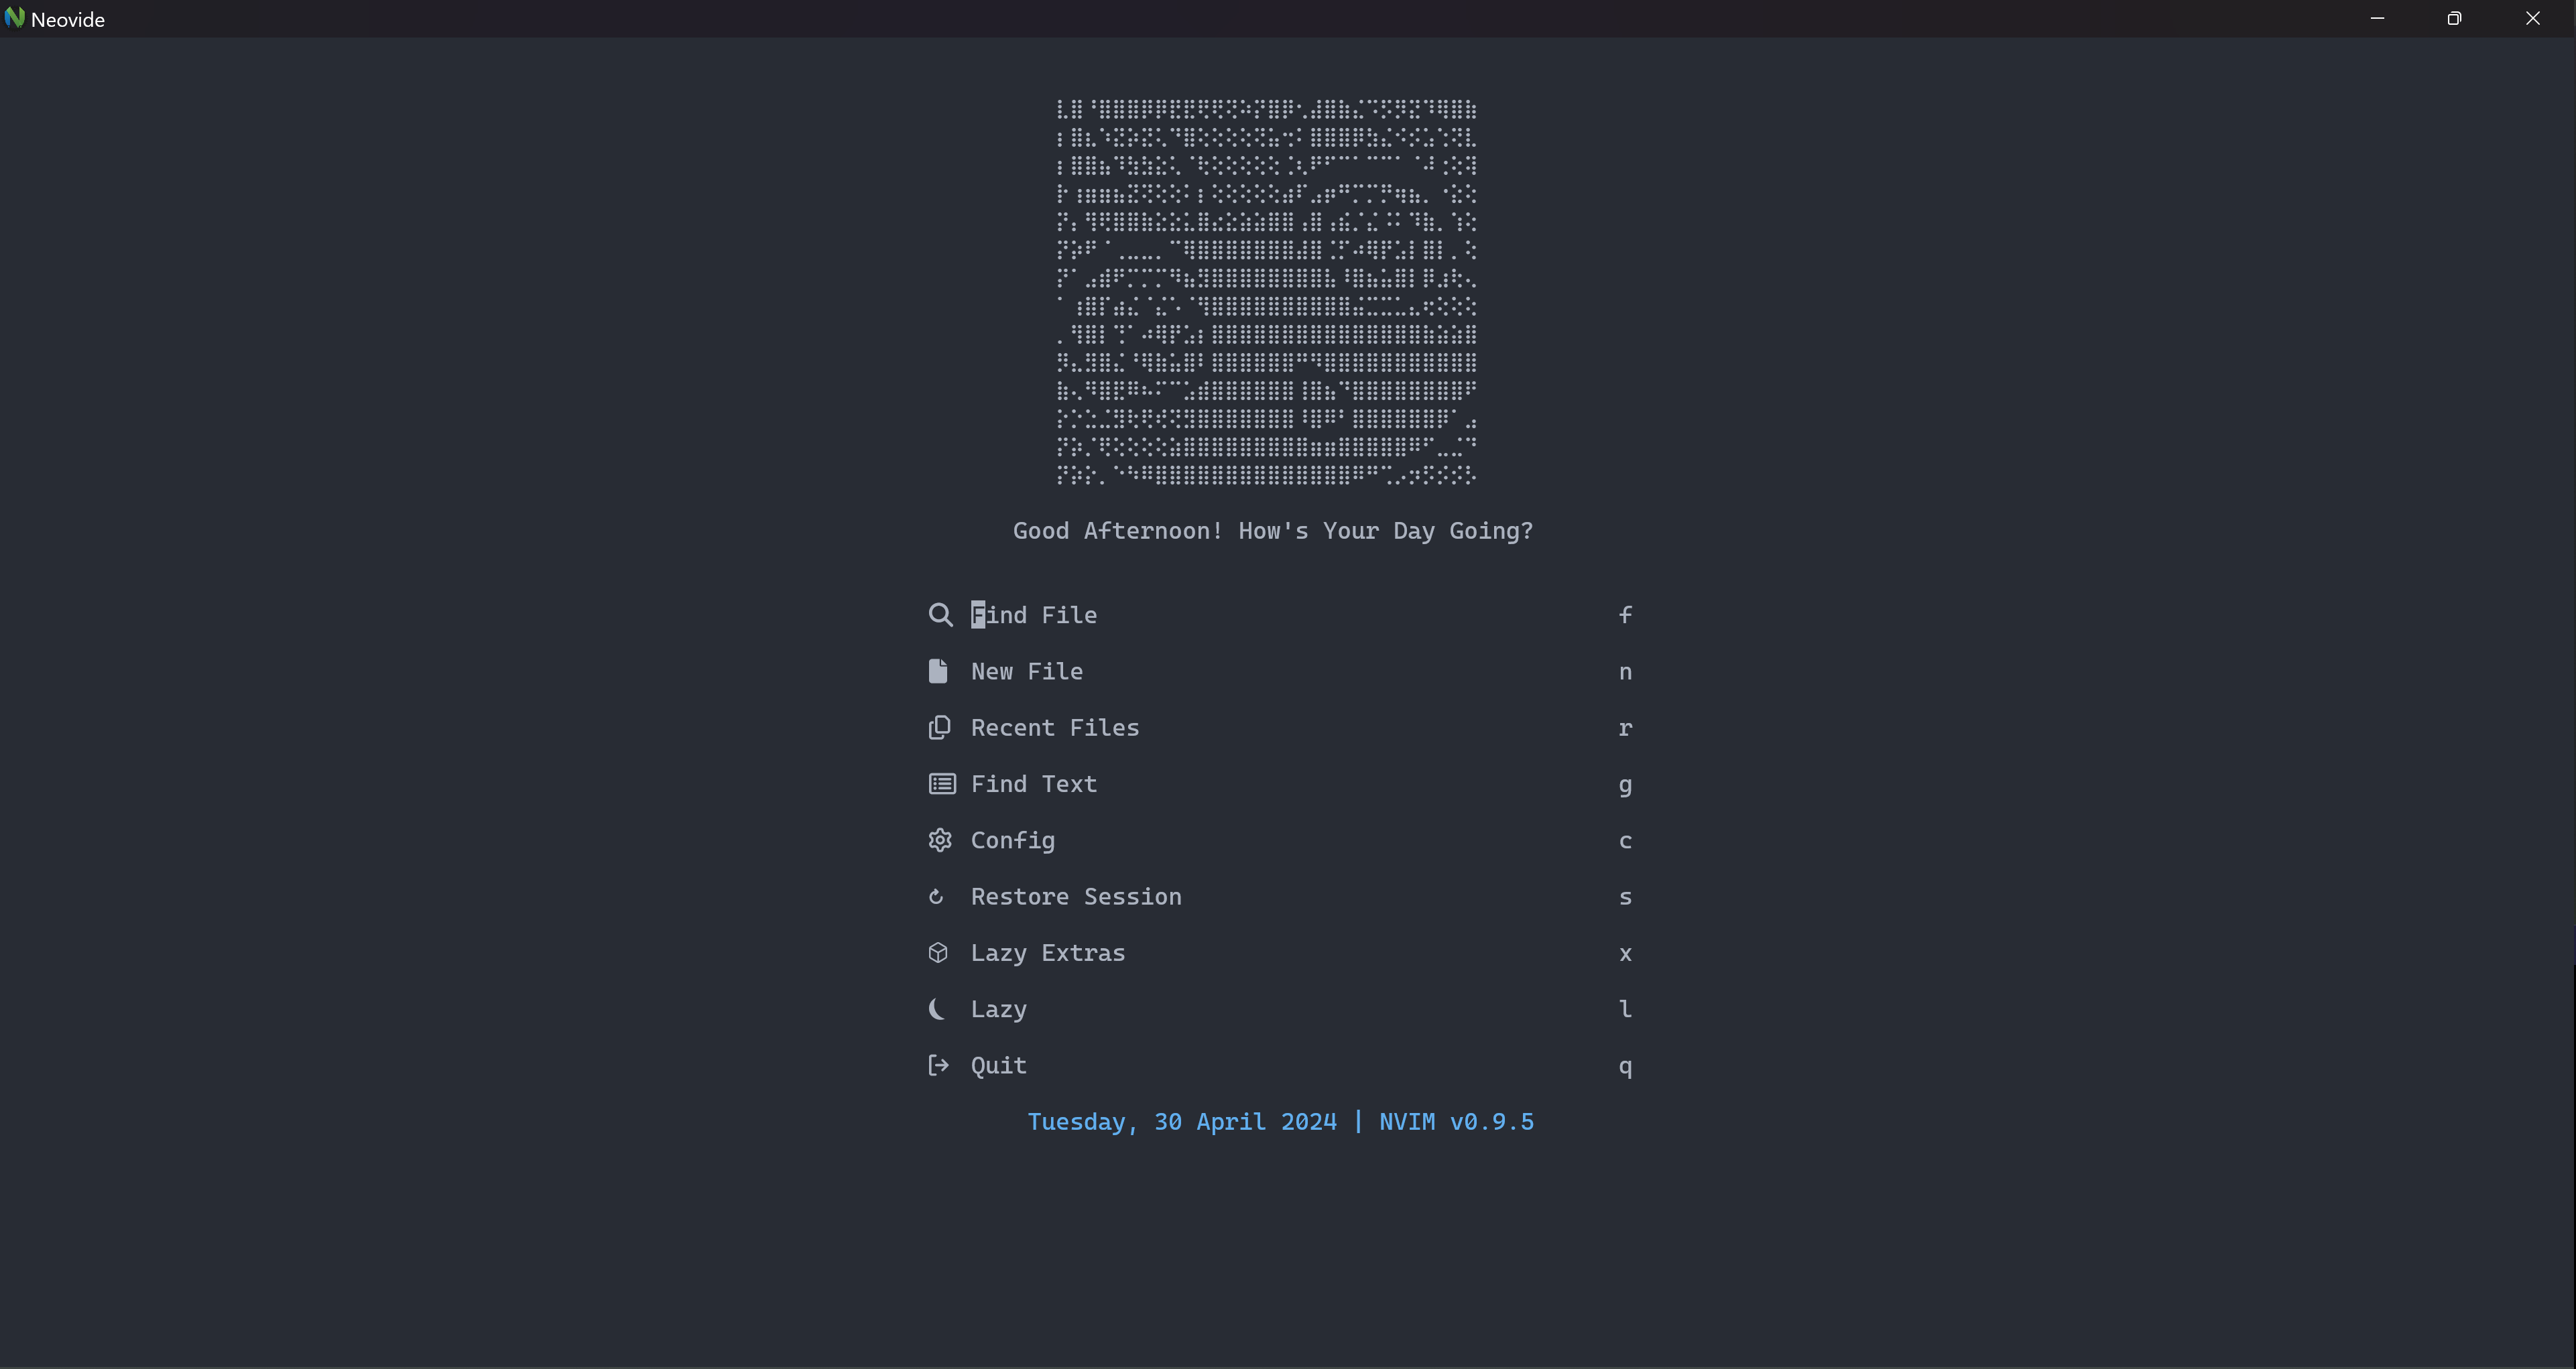 Neovide
Good Afternoon! How's Your Day Going?
Find File f
New File n
Recent Files r
Find Text g
Config c
Restore Session s
Lazy Extras x
Lazy l
Quit q
Tuesday, 30 April 2024 | NVIM v0.9.5